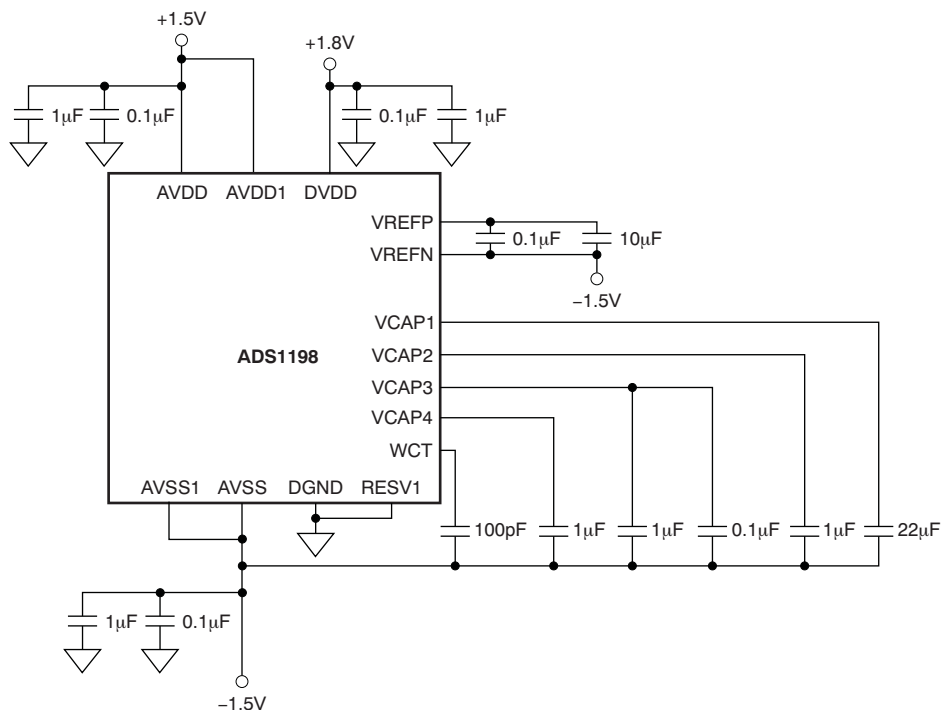 +1.5V
+1.8V
1μF
0.1μF
0.1μF
1μF
AVDD
AVDD1
DVDD
VREFP
0.1μF
10μF
VREFN
−1.5V
VCAP1
ADS1198
VCAP2
VCAP3
VCAP4
WCT
AVSS1
AVSS
DGND
RESV1
100pF
1μF
1μF
0.1μF
1μF
22μF
1μF
0.1μF
−1.5V